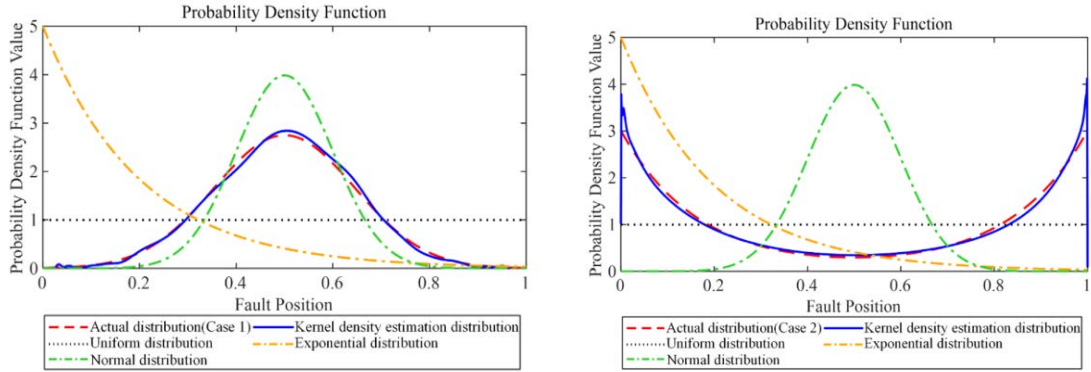 Probability Density Function
Probability Density Function Value
5
4
3
2
1
0
0.2
0.4
0.6
0.8
1
Fault Position
Actual distribution(Case 1)
Kernel density estimation distribution
Uniform distribution
Exponential distribution
Normal distribution
Probability Density Function
Probability Density Function Value
5
4
3
2
1
0
0
0.2
0.4
0.6
0.8
1
Fault Position
Actual distribution(Case 2)
Kernel density estimation distribution
Uniform distribution
Exponential distribution
Normal distribution